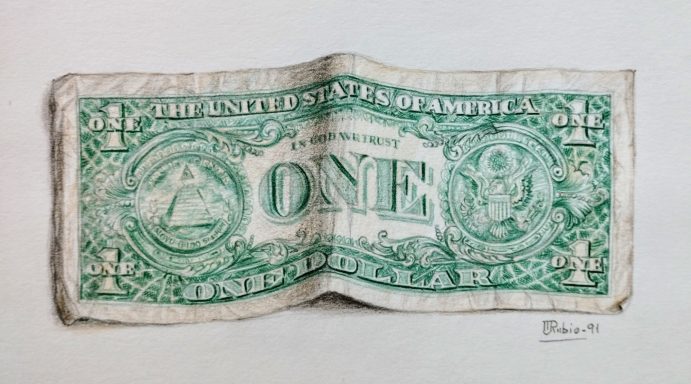 THE UNITED STATES OF AMERICA
1 ONE
ONE 1
IN GOD WE TRUST
ONE
1 ONE
ONE 1
ONE DOLLAR
Rubio -91